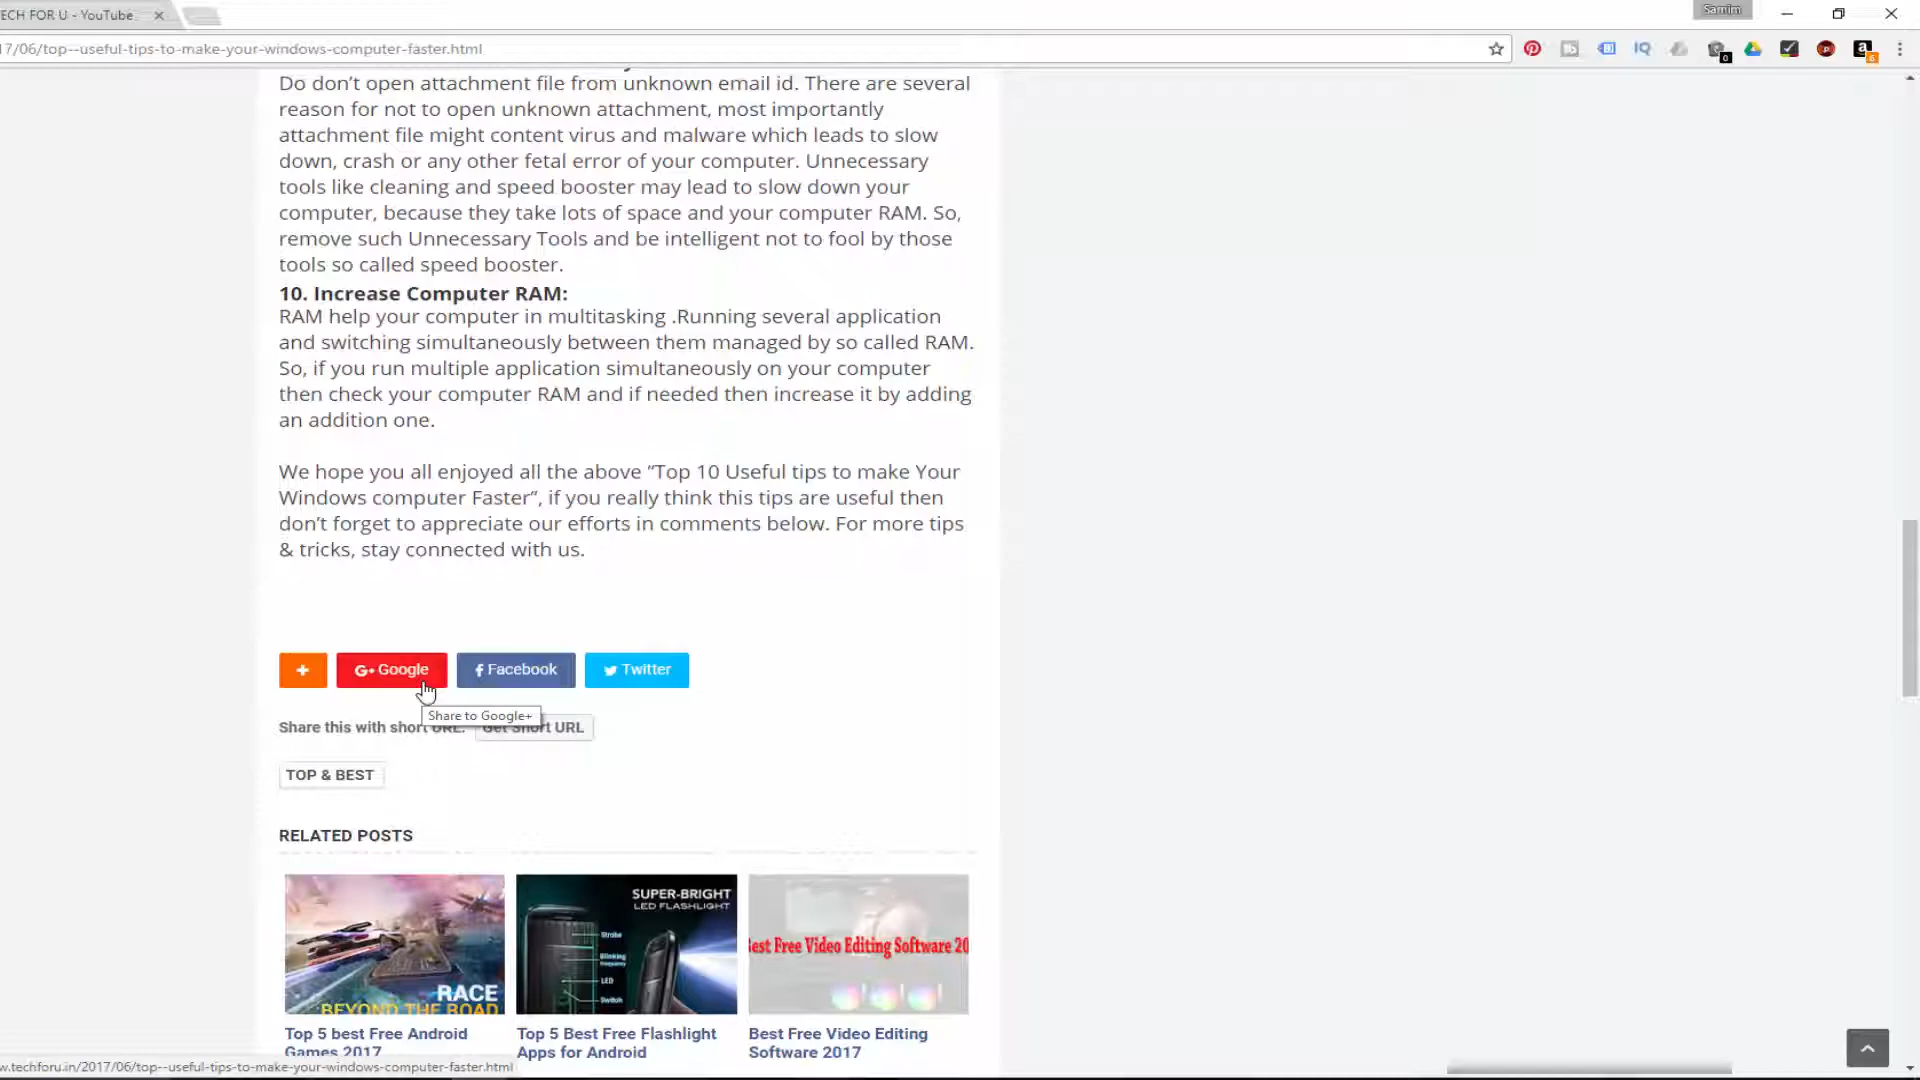 ECH FOR U - YouTube
Samim
17/06/top--useful-tips-to-make-your-windows-computer-faster.html
Do don't open attachment file from unknown email id. There are several
reason for not to open unknown attachment, most importantly
attachment file might content virus and malware which leads to slow
down, crash or any other fetal error of your computer. Unnecessary
tools like cleaning and speed booster may lead to slow down your
computer, because they take lots of space and your computer RAM. So,
remove such Unnecessary Tools and be intelligent not to fool by those
tools so called speed booster.
10. Increase Computer RAM:
RAM help your computer in multitasking .Running several application
and switching simultaneously between them managed by so called RAM.
So, if you run multiple application simultaneously on your computer
then check your computer RAM and if needed then increase it by adding
an addition one.
We hope you all enjoyed all the above “Top 10 Useful tips to make Your
Windows computer Faster”, if you really think this tips are useful then
don't forget to appreciate our efforts in comments below. For more tips
& tricks, stay connected with us.
+ G+ Google f Facebook Twitter
Share to Google+
Share this with short URL: Get Short URL
TOP & BEST
RELATED POSTS
RACE
BEYOND THE ROAD
SUPER-BRIGHT
LED FLASHLIGHT
Strobe
Blinking
frequency
LED
Switch
est Free Video Editing Software 20
Top 5 best Free Android
Games 2017
Top 5 Best Free Flashlight
Apps for Android
Best Free Video Editing
Software 2017
w.techforu.in/2017/06/top--useful-tips-to-make-your-windows-computer-faster.html